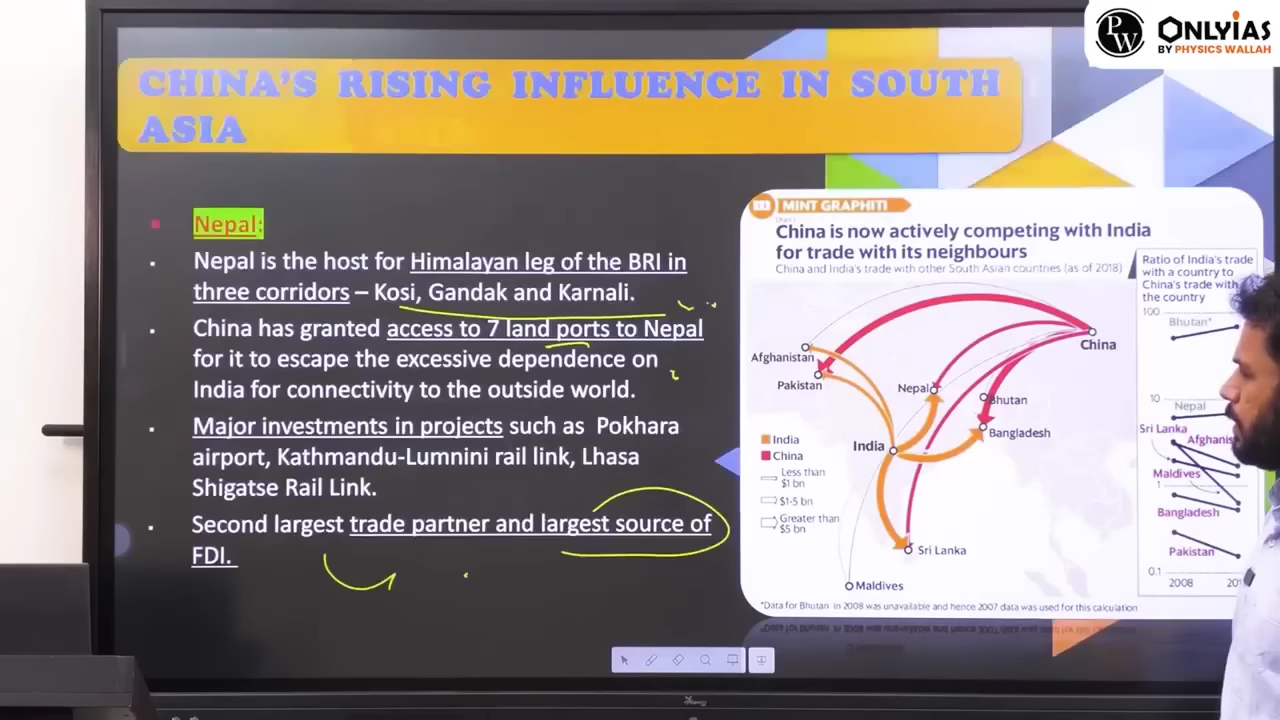 PW ONLYIAS
BY PHYSICS WALLAH
CHINA'S RISING INFLUENCE IN SOUTH
ASIA
Nepal:
Nepal is the host for Himalayan leg of the BRI in
three corridors – Kosi, Gandak and Karnali.
China has granted access to 7 land ports to Nepal
for it to escape the excessive dependence on
India for connectivity to the outside world.
Major investments in projects such as Pokhara
airport, Kathmandu-Lumnini rail link, Lhasa
Shigatse Rail Link.
Second largest trade partner and largest source of
FDI.
MINT GRAPHITI
China is now actively competing with India
for trade with its neighbours
China and India's trade with other South Asian countries (as of 2018)
Afghanistan
Pakistan
Nepal
China
Bhutan
Bangladesh
India
Sri Lanka
Maldives
India
China
Less than
$1 bn
$1-5 bn
Greater than
$5 bn
Ratio of India's trade
with a country to
China's trade with
the country
100
Bhutan*
10
Nepal
Sri Lanka
Maldives
1
Bangladesh
Pakistan
0.1
2008
*Data for Bhutan in 2008 was unavailable and hence 2007 data was used for this calculation